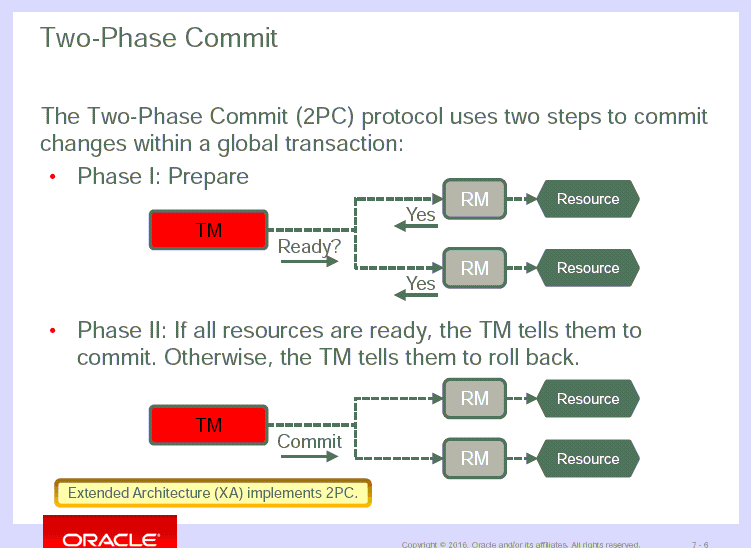 Two-Phase Commit
The Two-Phase Commit (2PC) protocol uses two steps to commit
changes within a global transaction:
• Phase I: Prepare
TM
Ready?
RM
Resource
Yes
RM
Resource
Yes
• Phase II: If all resources are ready, the TM tells them to
commit. Otherwise, the TM tells them to roll back.
TM
Commit
RM
Resource
RM
Resource
Extended Architecture (XA) implements 2PC.
ORACLE
Copyright © 2016, Oracle and/or its affiliates. All rights reserved.
7 - 6